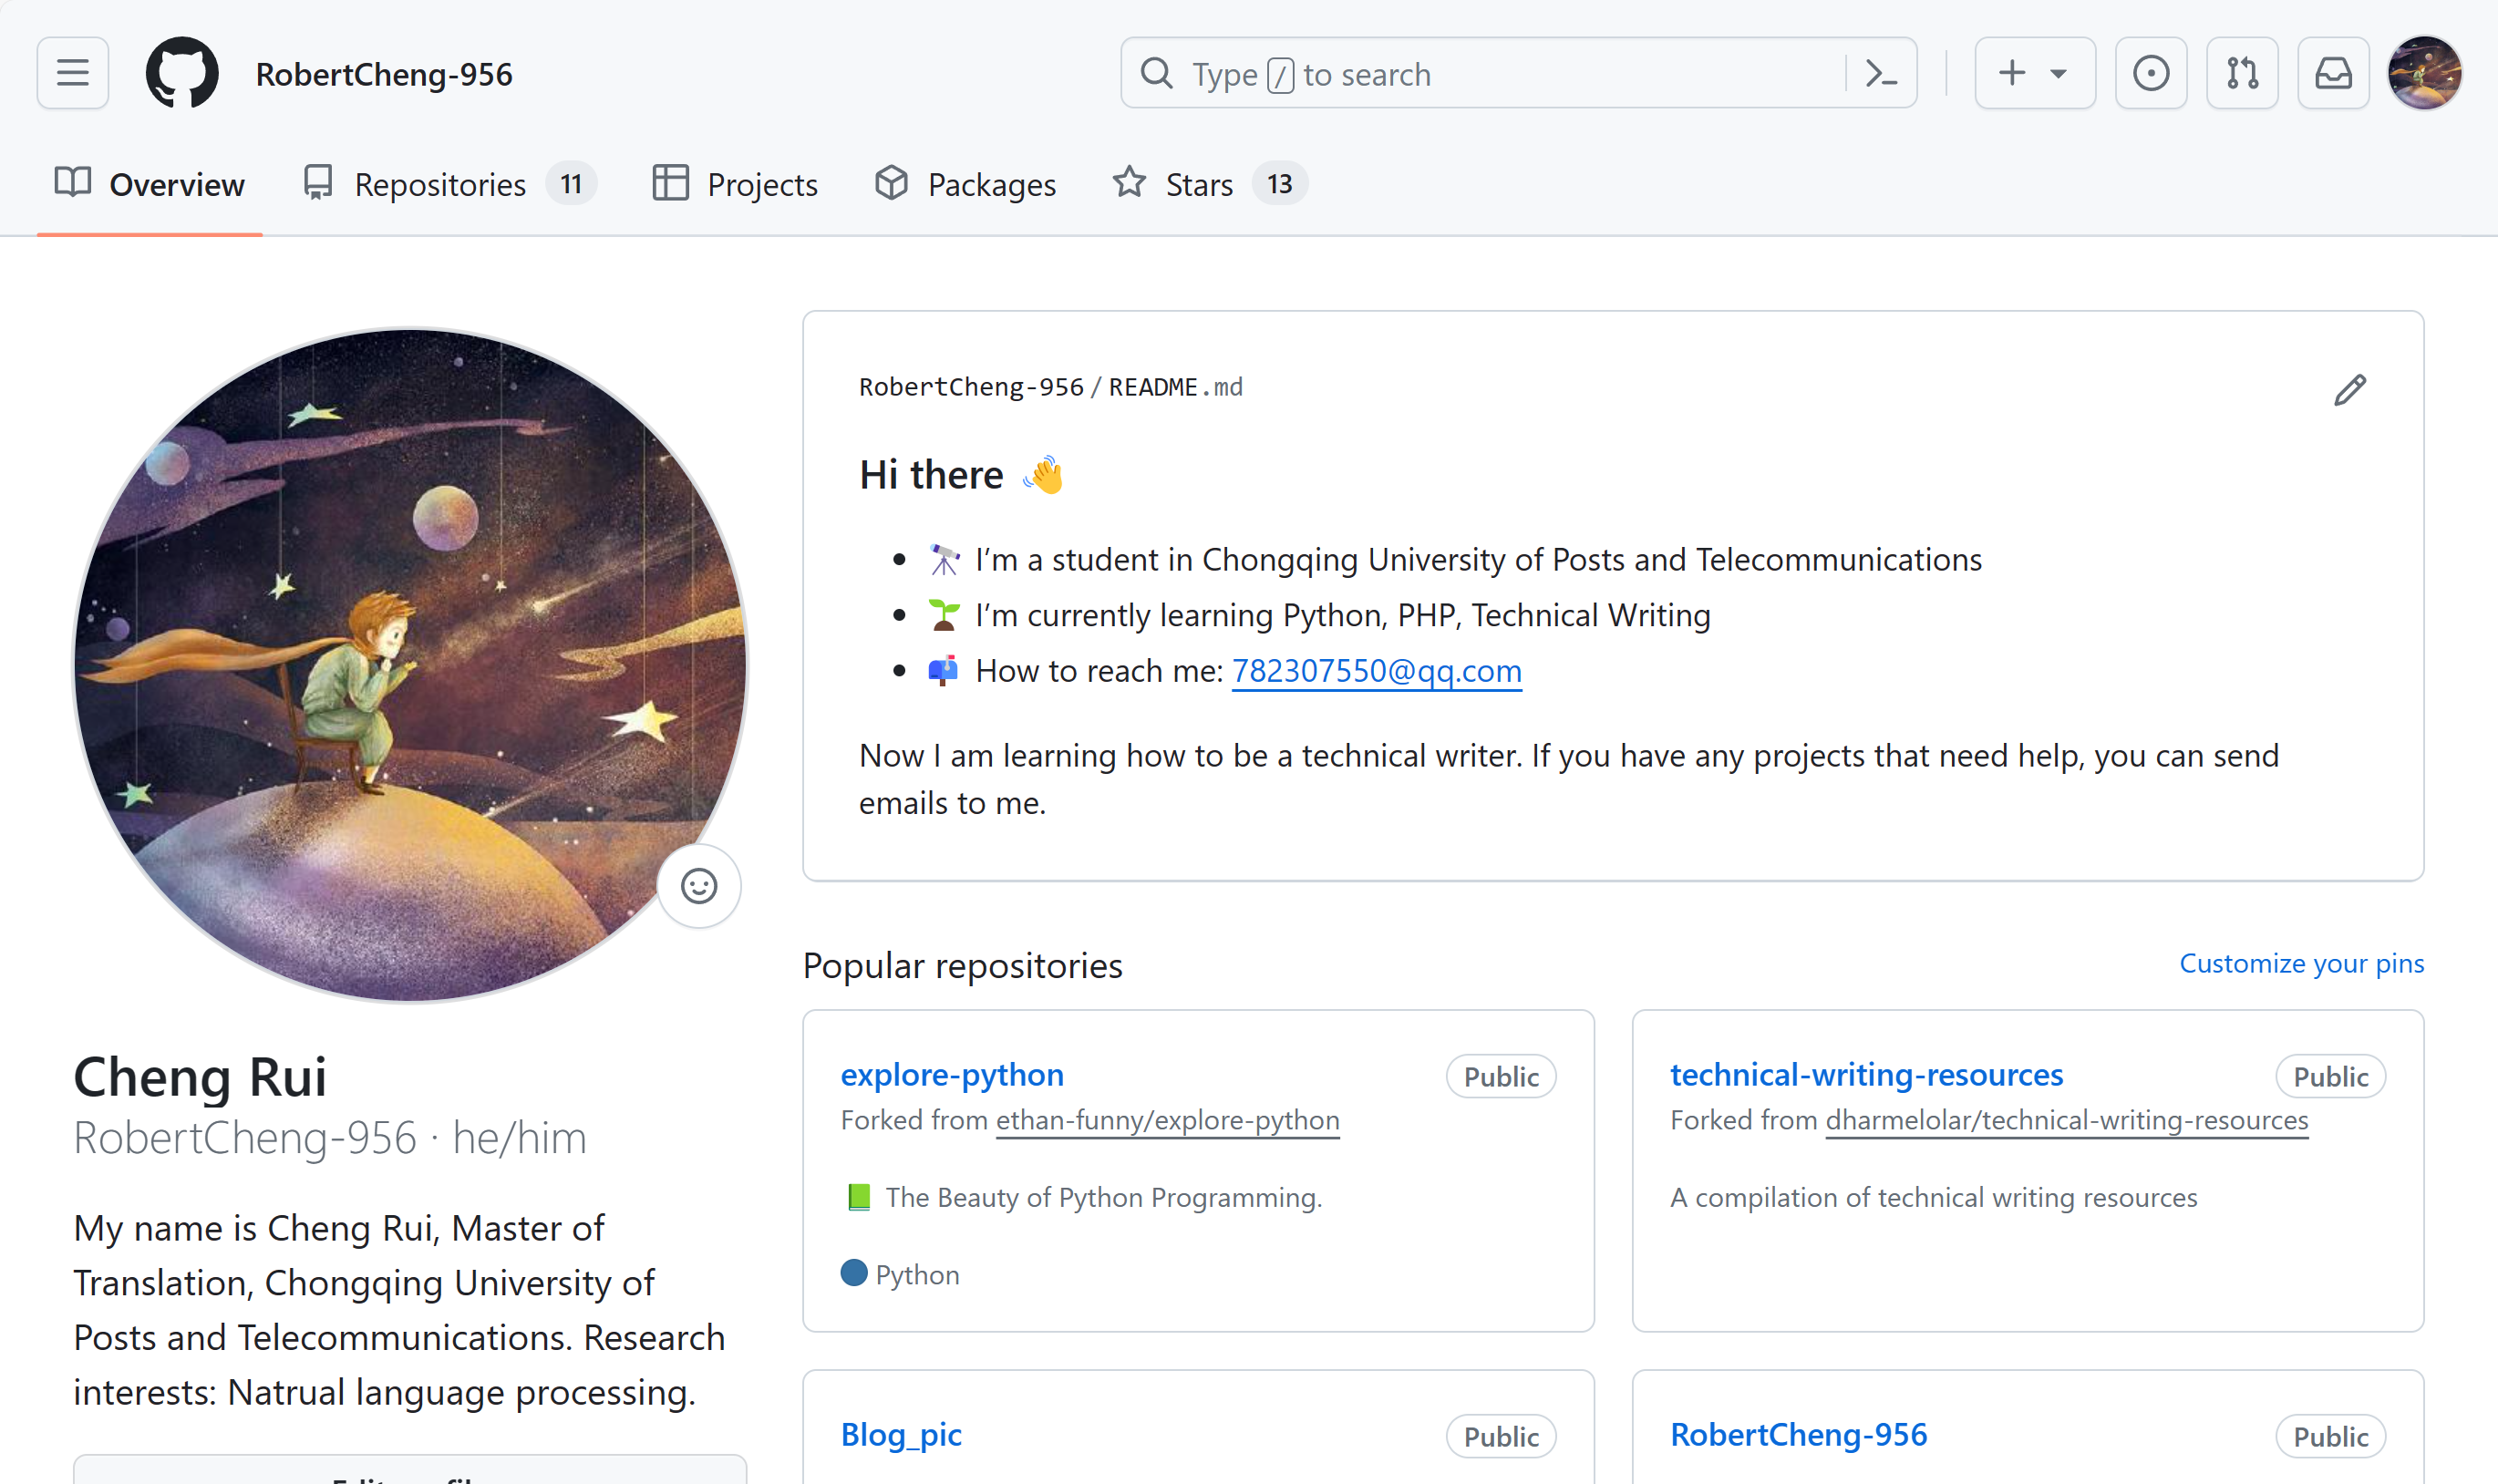 RobertCheng-956
Type / to search
Overview
Repositories 11
Projects
Packages
Stars 13
RobertCheng-956/README.md
Hi there 👋
🔭 I’m a student in Chongqing University of Posts and Telecommunications
🌱 I’m currently learning Python, PHP, Technical Writing
📫 How to reach me: 782307550@qq.com
Now I am learning how to be a technical writer. If you have any projects that need help, you can send
emails to me.
Cheng Rui
RobertCheng-956 · he/him
My name is Cheng Rui, Master of
Translation, Chongqing University of
Posts and Telecommunications. Research
interests: Natrual language processing.
Popular repositories
Customize your pins
explore-python Public
Forked from ethan-funny/explore-python
📗 The Beauty of Python Programming.
Python
technical-writing-resources Public
Forked from dharmelolar/technical-writing-resources
A compilation of technical writing resources
Blog_pic Public
RobertCheng-956 Public